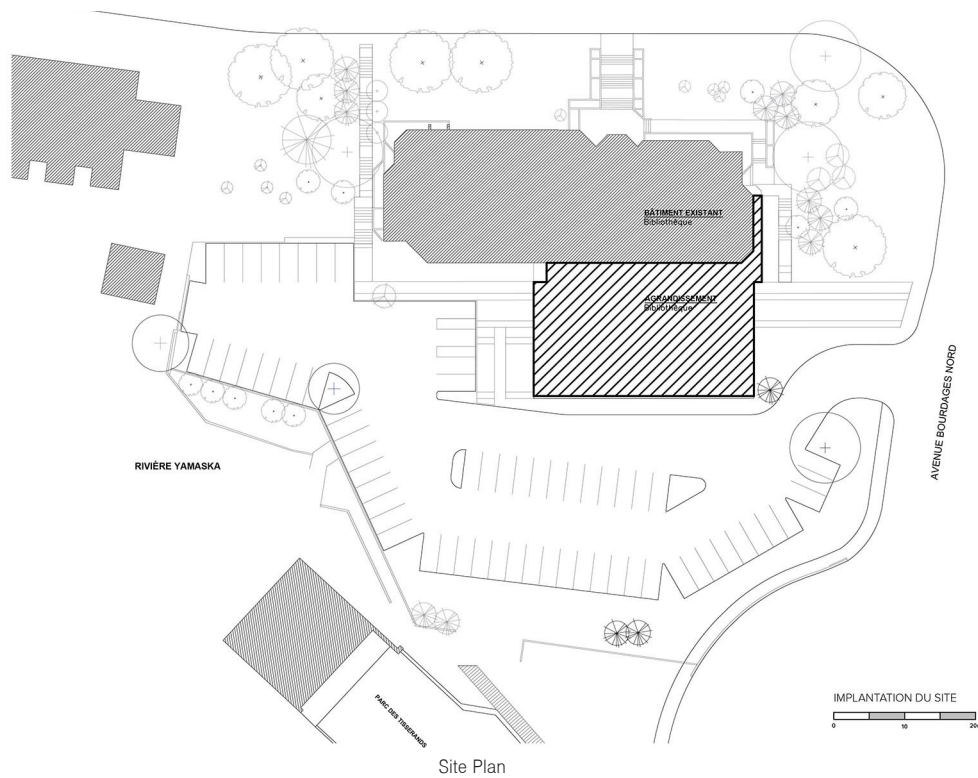 BÂTIMENT EXISTANT
Bibliothèque
AGRANDISSEMENT
Bibliothèque
AVENUE BOURDAGES NORD
RIVIÈRE YAMASKA
PARC DES TISSERANDS
IMPLANTATION DU SITE
0 10 20
Site Plan